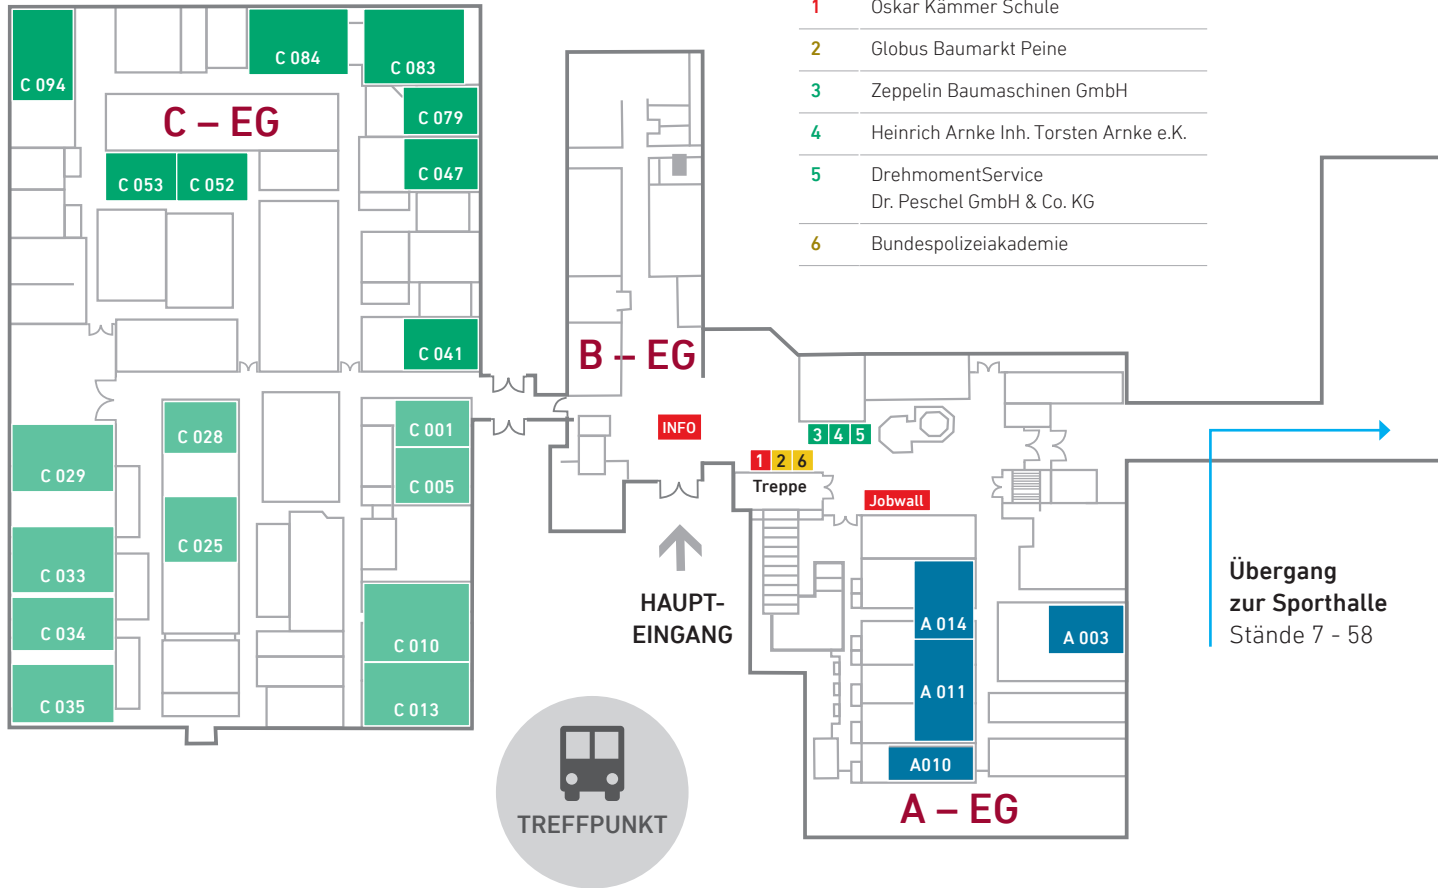 1 Oskar Kämmer Schule
2 Globus Baumarkt Peine
3 Zeppelin Baumaschinen GmbH
4 Heinrich Arnke Inh. Torsten Arnke e.K.
5 DrehmomentService
Dr. Peschel GmbH & Co. KG
6 Bundespolizeiakademie
C 094
C 084
C 083
C – EG
C 079
C 053
C 052
C 047
C 041
C 028
C 001
C 029
C 005
C 025
C 033
C 034
C 010
C 035
C 013
B – EG
INFO
3 4 5
1 2 6
Treppe
Jobwall
HAUPT-
EINGANG
TREFFPUNKT
A 014
A 003
A 011
A010
A – EG
Übergang
zur Sporthalle
Stände 7 - 58